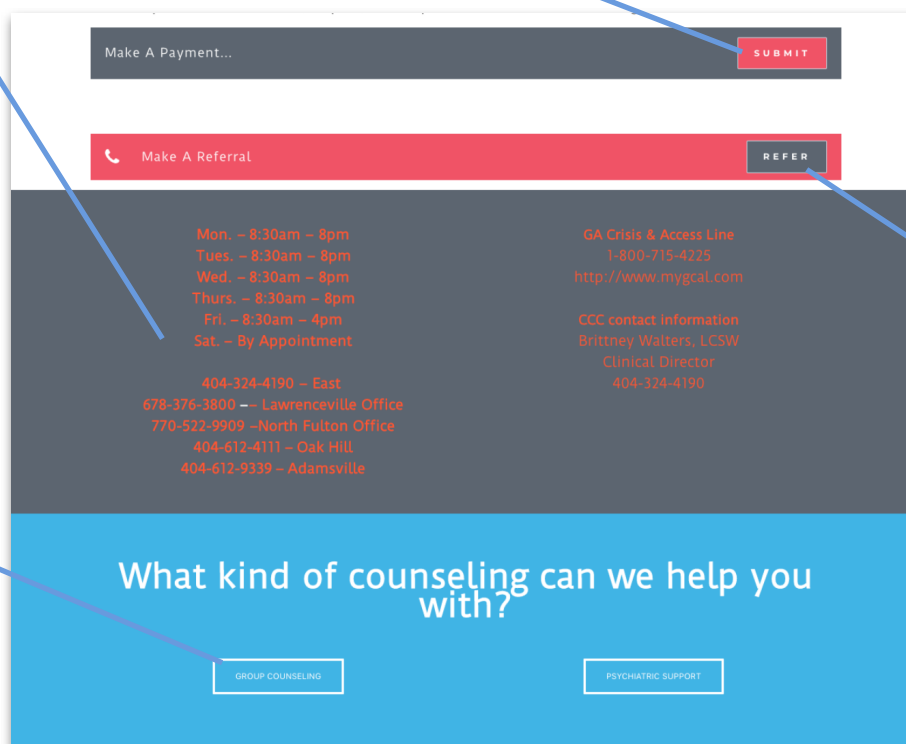 Make A Payment...
SUBMIT
Make A Referral
REFER
Mon. – 8:30am – 8pm
Tues. – 8:30am – 8pm
Wed. – 8:30am – 8pm
Thurs. – 8:30am – 8pm
Fri. – 8:30am – 4pm
Sat. – By Appointment
404-324-4190 – East
678-376-3800 –– Lawrenceville Office
770-522-9909 –North Fulton Office
404-612-4111 – Oak Hill
404-612-9339 – Adamsville
GA Crisis & Access Line
1-800-715-4225
http://www.mygcal.com
CCC contact information
Brittney Walters, LCSW
Clinical Director
404-324-4190
What kind of counseling can we help you
with?
GROUP COUNSELING
PSYCHIATRIC SUPPORT